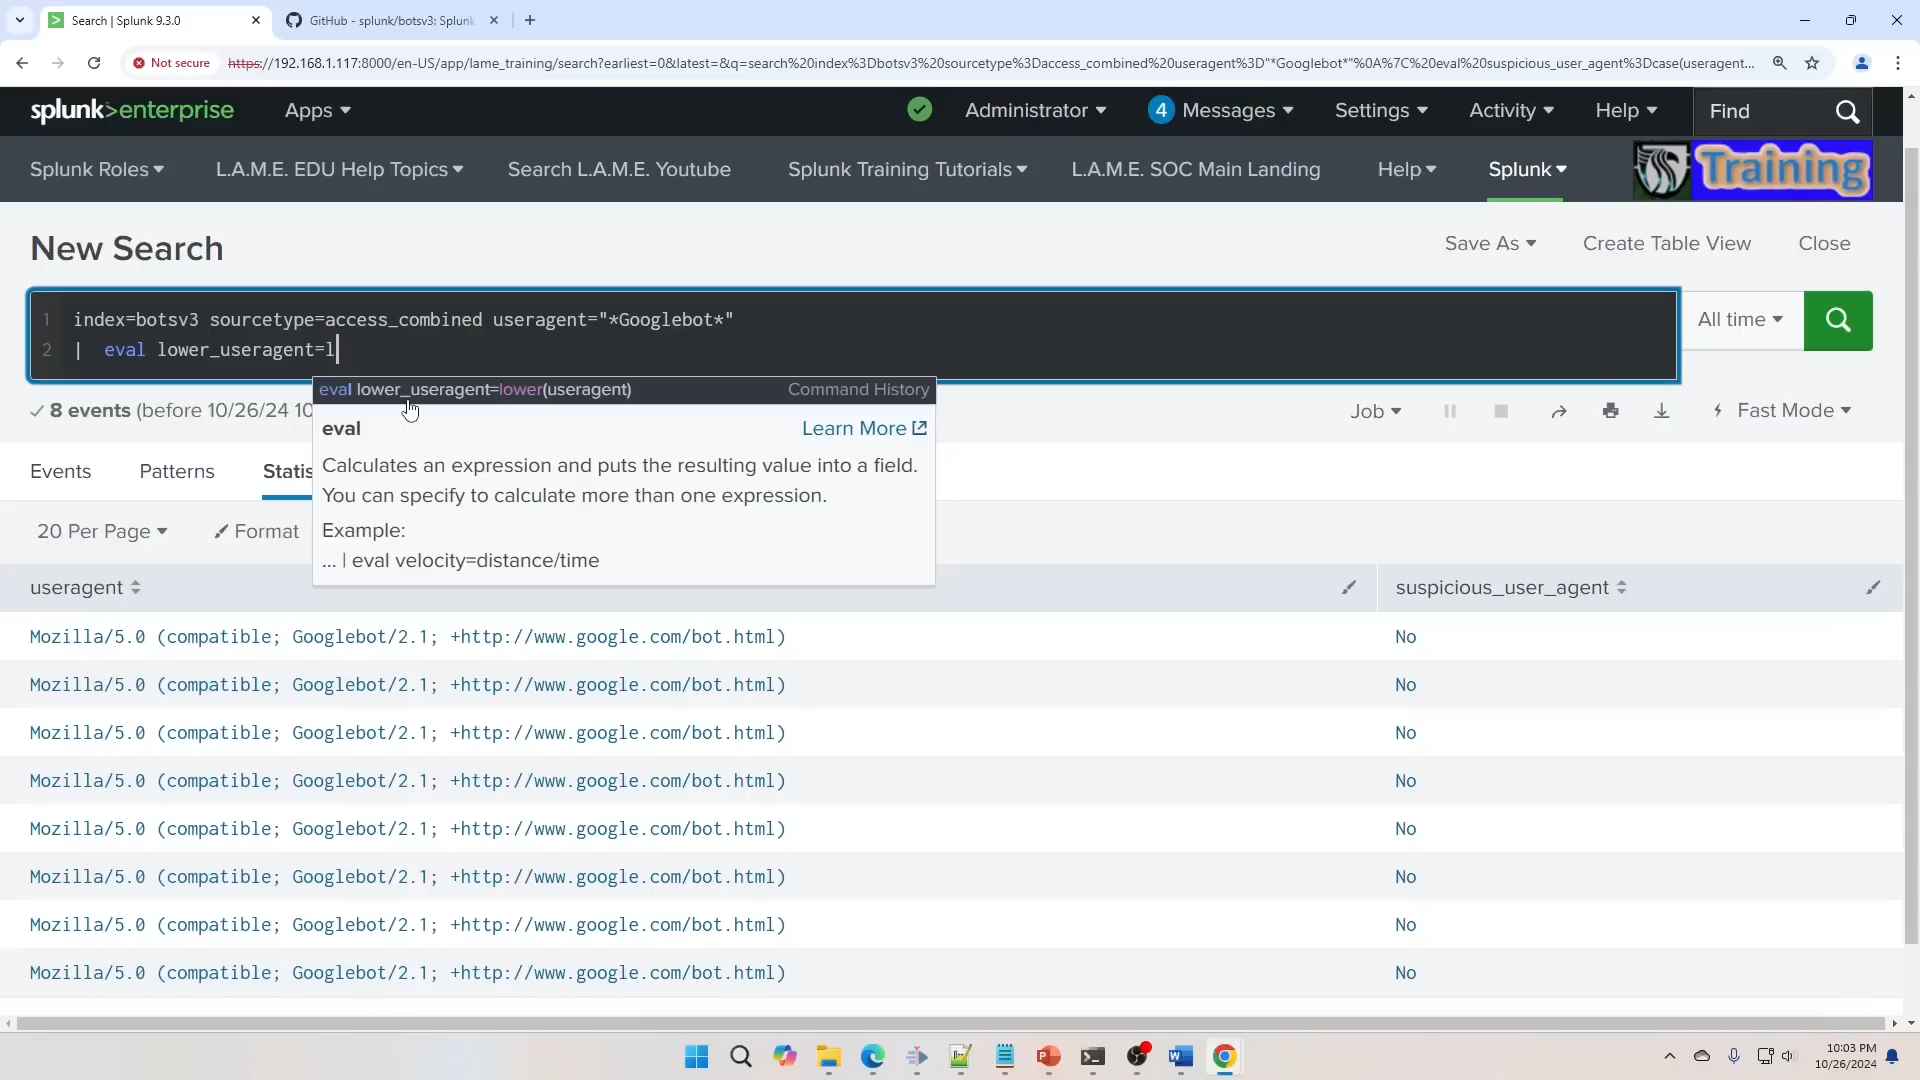 Search | Splunk 9.3.0
GitHub - splunk/botsv3: Splunk
Not secure
https://192.168.1.117:8000/en-US/app/lame_training/search?earliest=0&latest=&q=search%20index%3Dbotsv3%20sourcetype%3Daccess_combined%20useragent%3D"*Googlebot*"%0A%7C%20eval%20suspicious_user_agent%3Dcase(useragent...
splunk>enterprise
Apps
Administrator
4 Messages
Settings
Activity
Help
Find
Splunk Roles
L.A.M.E. EDU Help Topics
Search L.A.M.E. Youtube
Splunk Training Tutorials
L.A.M.E. SOC Main Landing
Help
Splunk
Training
New Search
Save As
Create Table View
Close
1 index=botsv3 sourcetype=access_combined useragent="*Googlebot*"
2 | eval lower_useragent=l
All time
eval lower_useragent=lower(useragent) Command History
8 events (before 10/26/24 10
Job
Fast Mode
eval
Learn More
Calculates an expression and puts the resulting value into a field.
You can specify to calculate more than one expression.
Example:
... | eval velocity=distance/time
Events
Patterns
Statis
20 Per Page
Format
useragent
suspicious_user_agent
Mozilla/5.0 (compatible; Googlebot/2.1; +http://www.google.com/bot.html) No
Mozilla/5.0 (compatible; Googlebot/2.1; +http://www.google.com/bot.html) No
Mozilla/5.0 (compatible; Googlebot/2.1; +http://www.google.com/bot.html) No
Mozilla/5.0 (compatible; Googlebot/2.1; +http://www.google.com/bot.html) No
Mozilla/5.0 (compatible; Googlebot/2.1; +http://www.google.com/bot.html) No
Mozilla/5.0 (compatible; Googlebot/2.1; +http://www.google.com/bot.html) No
Mozilla/5.0 (compatible; Googlebot/2.1; +http://www.google.com/bot.html) No
Mozilla/5.0 (compatible; Googlebot/2.1; +http://www.google.com/bot.html) No
10:03 PM
10/26/2024